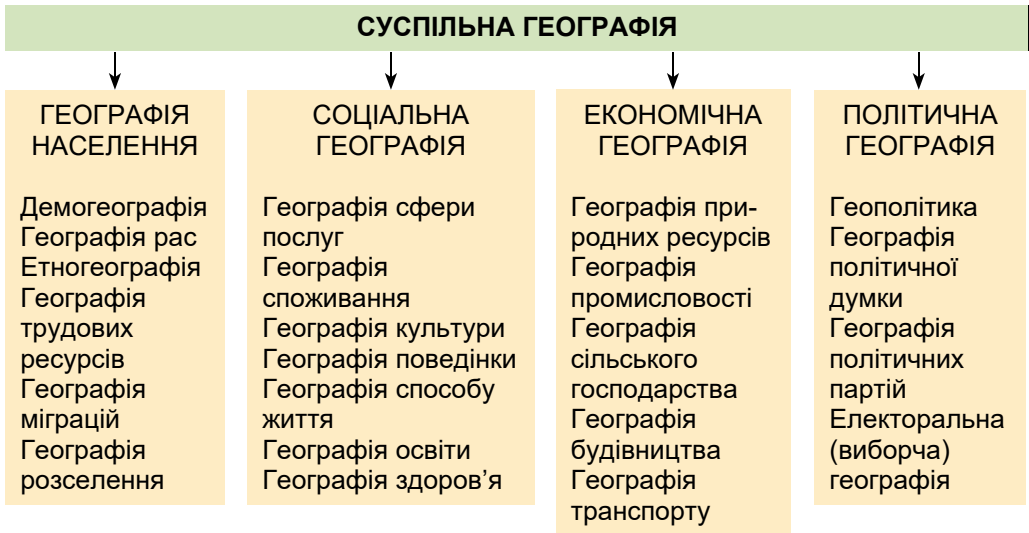 СУСПІЛЬНА ГЕОГРАФІЯ
ГЕОГРАФІЯ
НАСЕЛЕННЯ
Демогеографія
Географія рас
Етногеографія
Географія
трудових
ресурсів
Географія
міграцій
Географія
розселення
СОЦІАЛЬНА
ГЕОГРАФІЯ
Географія сфери
послуг
Географія
споживання
Географія культури
Географія поведінки
Географія способу
життя
Географія освіти
Географія здоров’я
ЕКОНОМІЧНА
ГЕОГРАФІЯ
Географія при-
родних ресурсів
Географія
промисловості
Географія
сільського
господарства
Географія
будівництва
Географія
транспорту
ПОЛІТИЧНА
ГЕОГРАФІЯ
Геополітика
Географія
політичної
думки
Географія
політичних
партій
Електоральна
(виборча)
географія